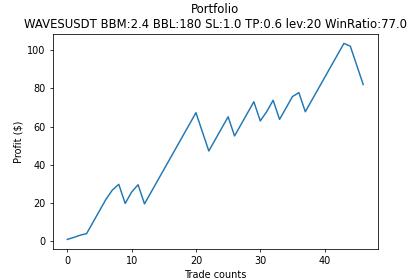 Portfolio
WAVESUSDT BBM:2.4 BBL:180 SL:1.0 TP:0.6 lev:20 WinRatio:77.0
100
80
60
40
20
0
Profit ($)
0 10 20 30 40
Trade counts